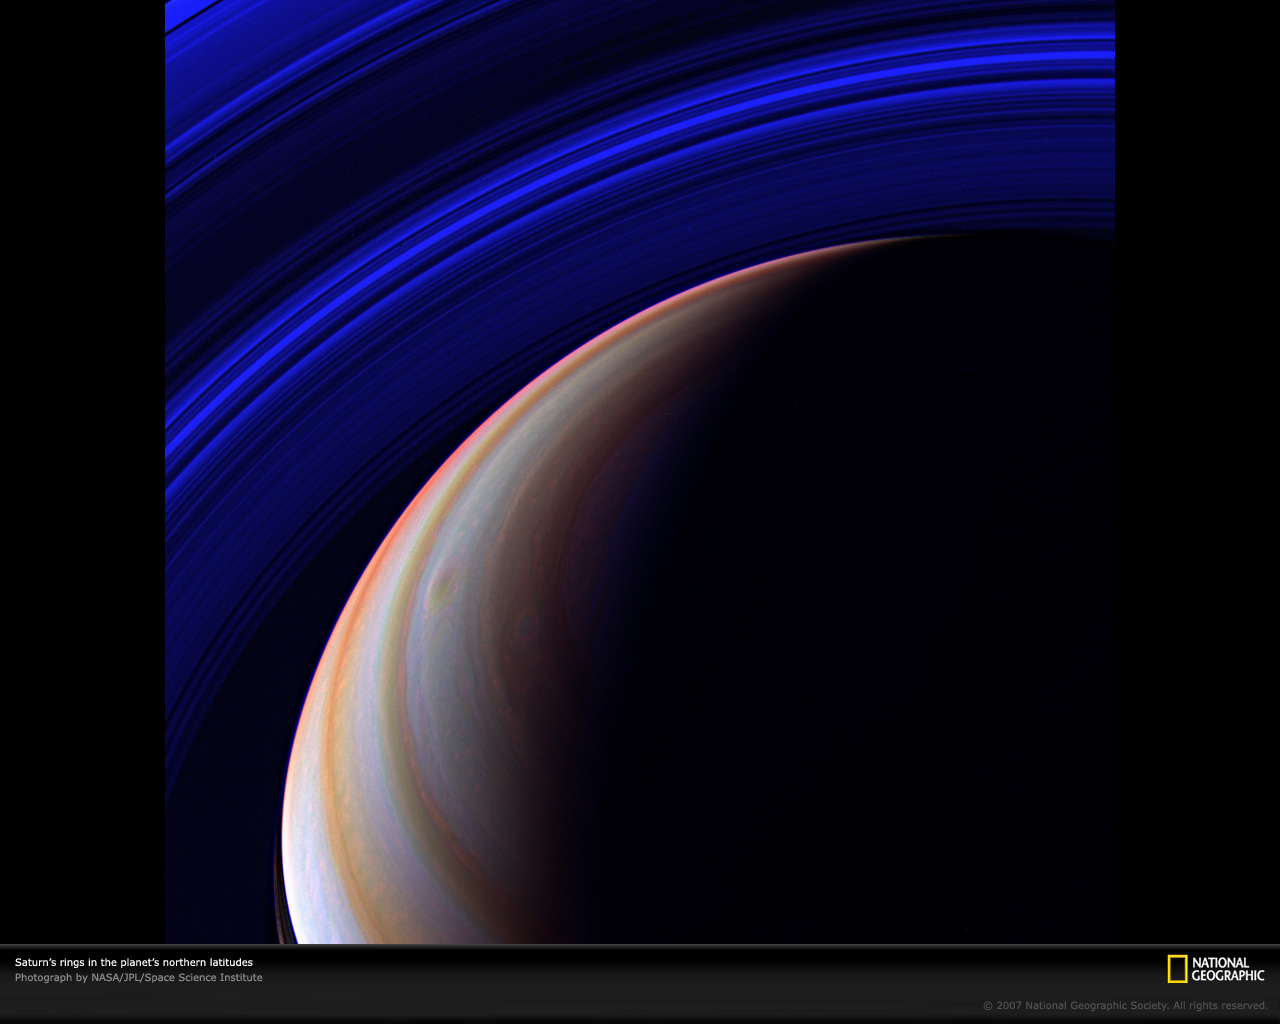 Saturn's rings in the planet's northern latitudes
Photograph by NASA/JPL/Space Science Institute
NATIONAL
GEOGRAPHIC
© 2007 National Geographic Society. All rights reserved.